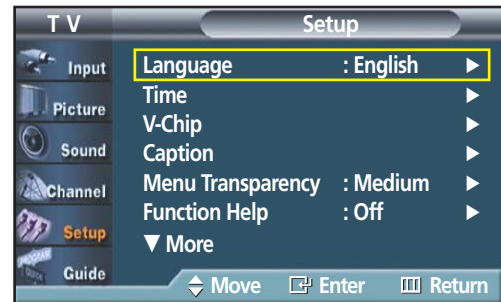 T V
Setup
Input
Picture
Sound
Channel
Setup
Guide
Language : English ▶
Time ▶
V-Chip ▶
Caption ▶
Menu Transparency : Medium ▶
Function Help : Off ▶
▼ More
Move Enter Return